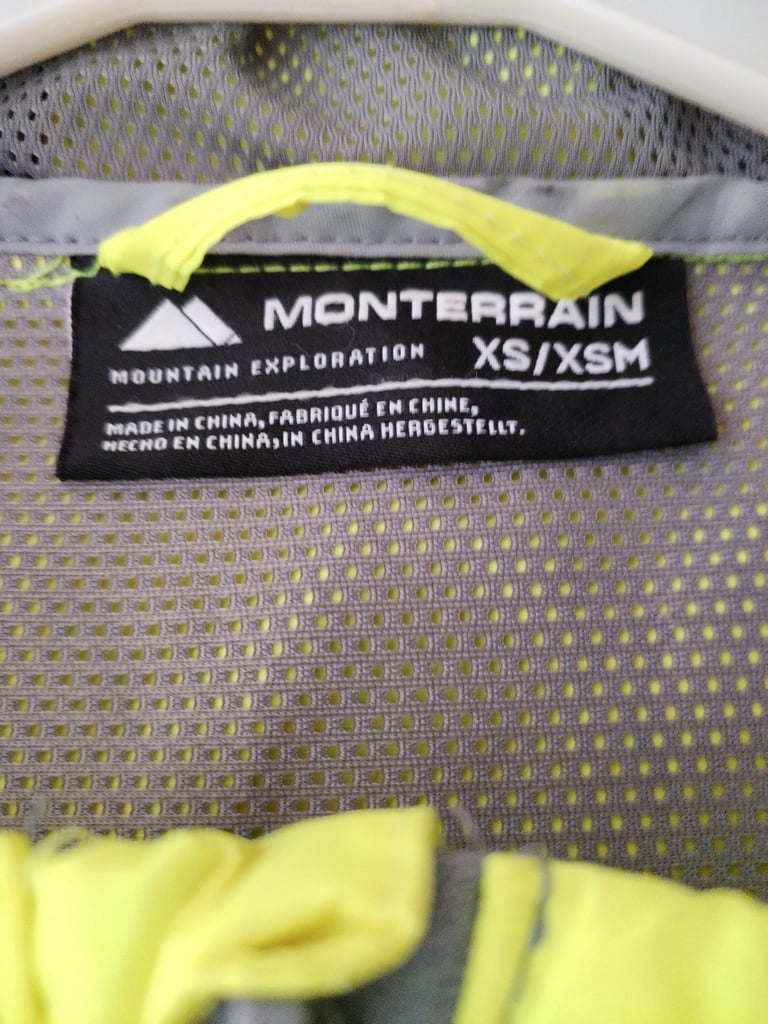 MONTERRAIN
MOUNTAIN EXPLORATION XS/XSM
MADE IN CHINA, FABRIQUÉ EN CHINE,
HECHO EN CHINA, IN CHINA HERGESTELLT.